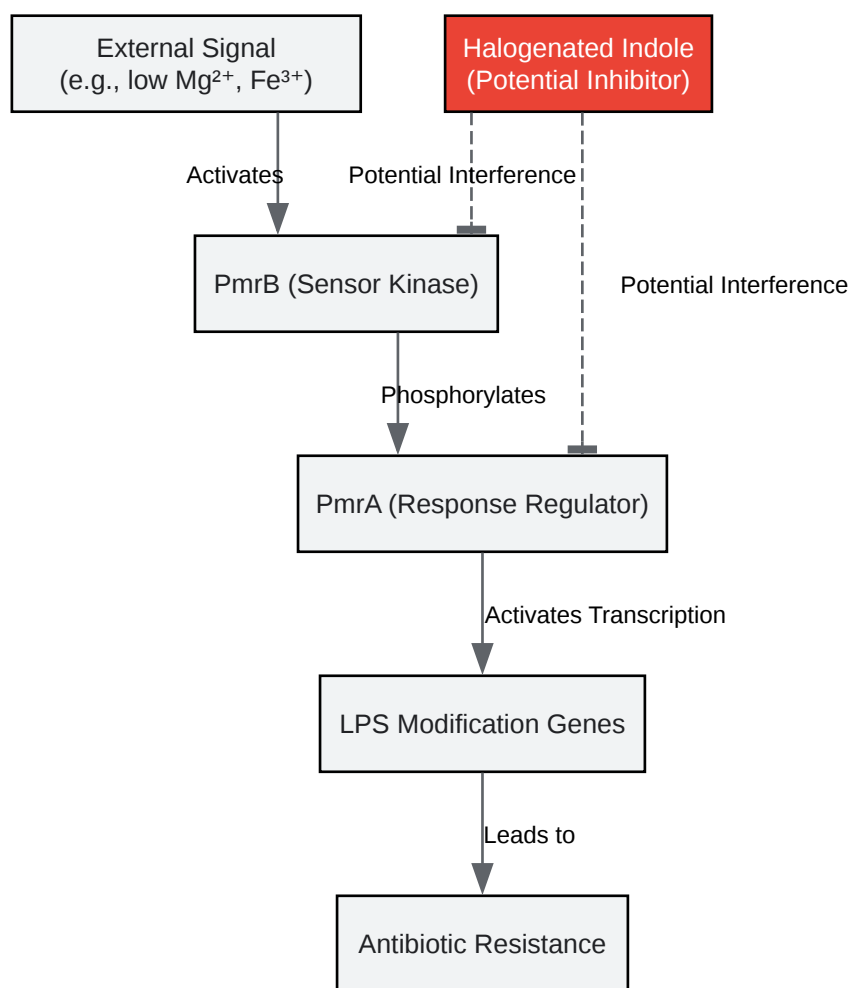 External Signal
(e.g., low Mg²⁺, Fe³⁺)
Halogenated Indole
(Potential Inhibitor)
Activates
Potential Interference
PmrB (Sensor Kinase)
Potential Interference
Phosphorylates
PmrA (Response Regulator)
Activates Transcription
LPS Modification Genes
Leads to
Antibiotic Resistance